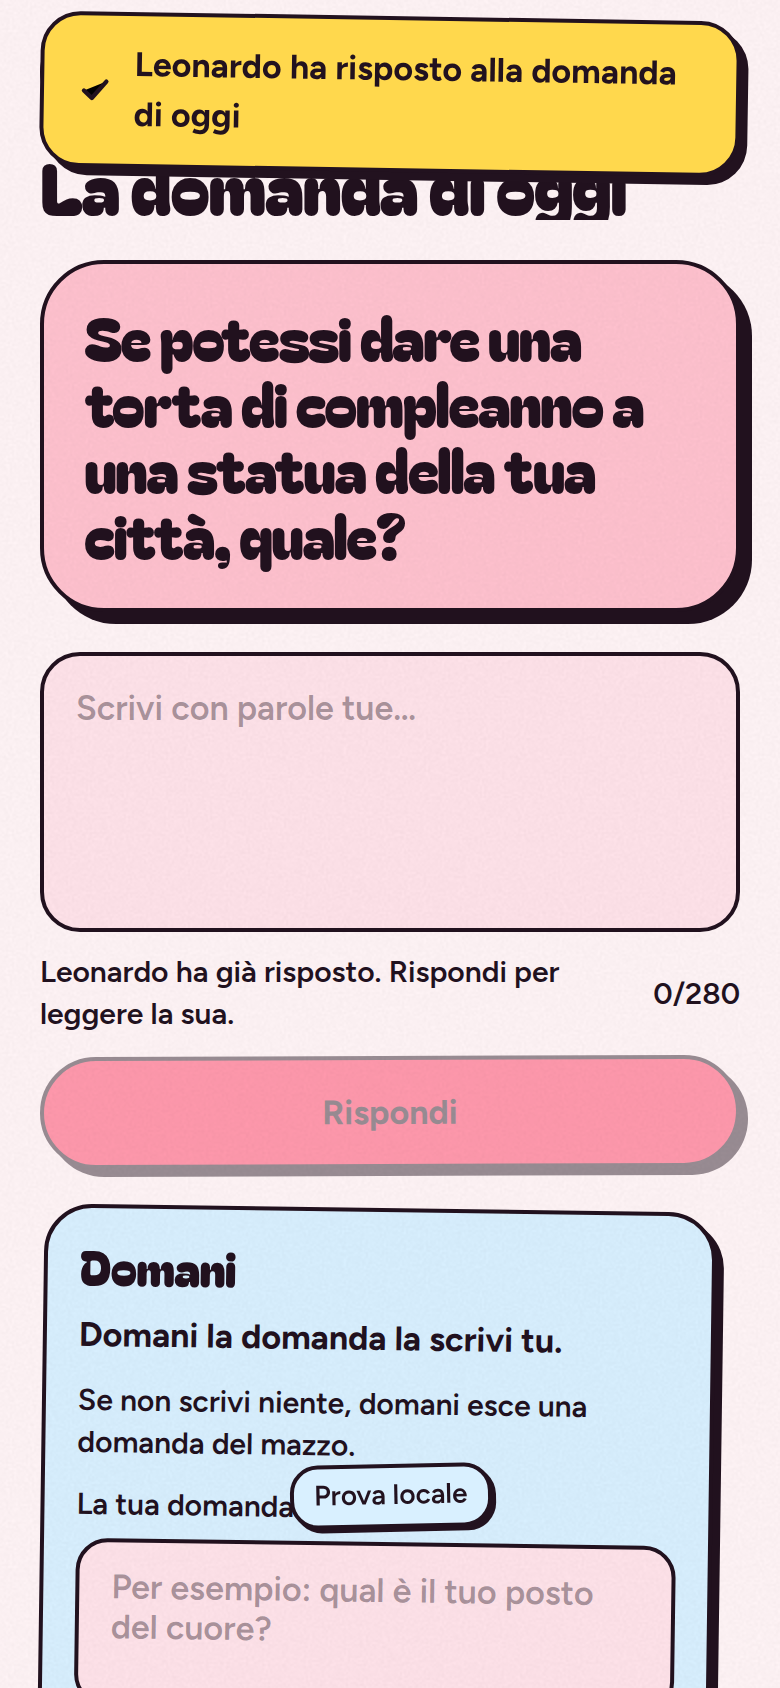 Leonardo ha risposto alla domanda
di oggi
La domanda di oggi
Se potessi dare una
torta di compleanno a
una statua della tua
città, quale?
Scrivi con parole tue...
Leonardo ha già risposto. Rispondi per
leggere la sua.
0/280
Rispondi
Domani
Domani la domanda la scrivi tu.
Se non scrivi niente, domani esce una
domanda del mazzo.
La tua domanda
Prova locale
Per esempio: qual è il tuo posto
del cuore?